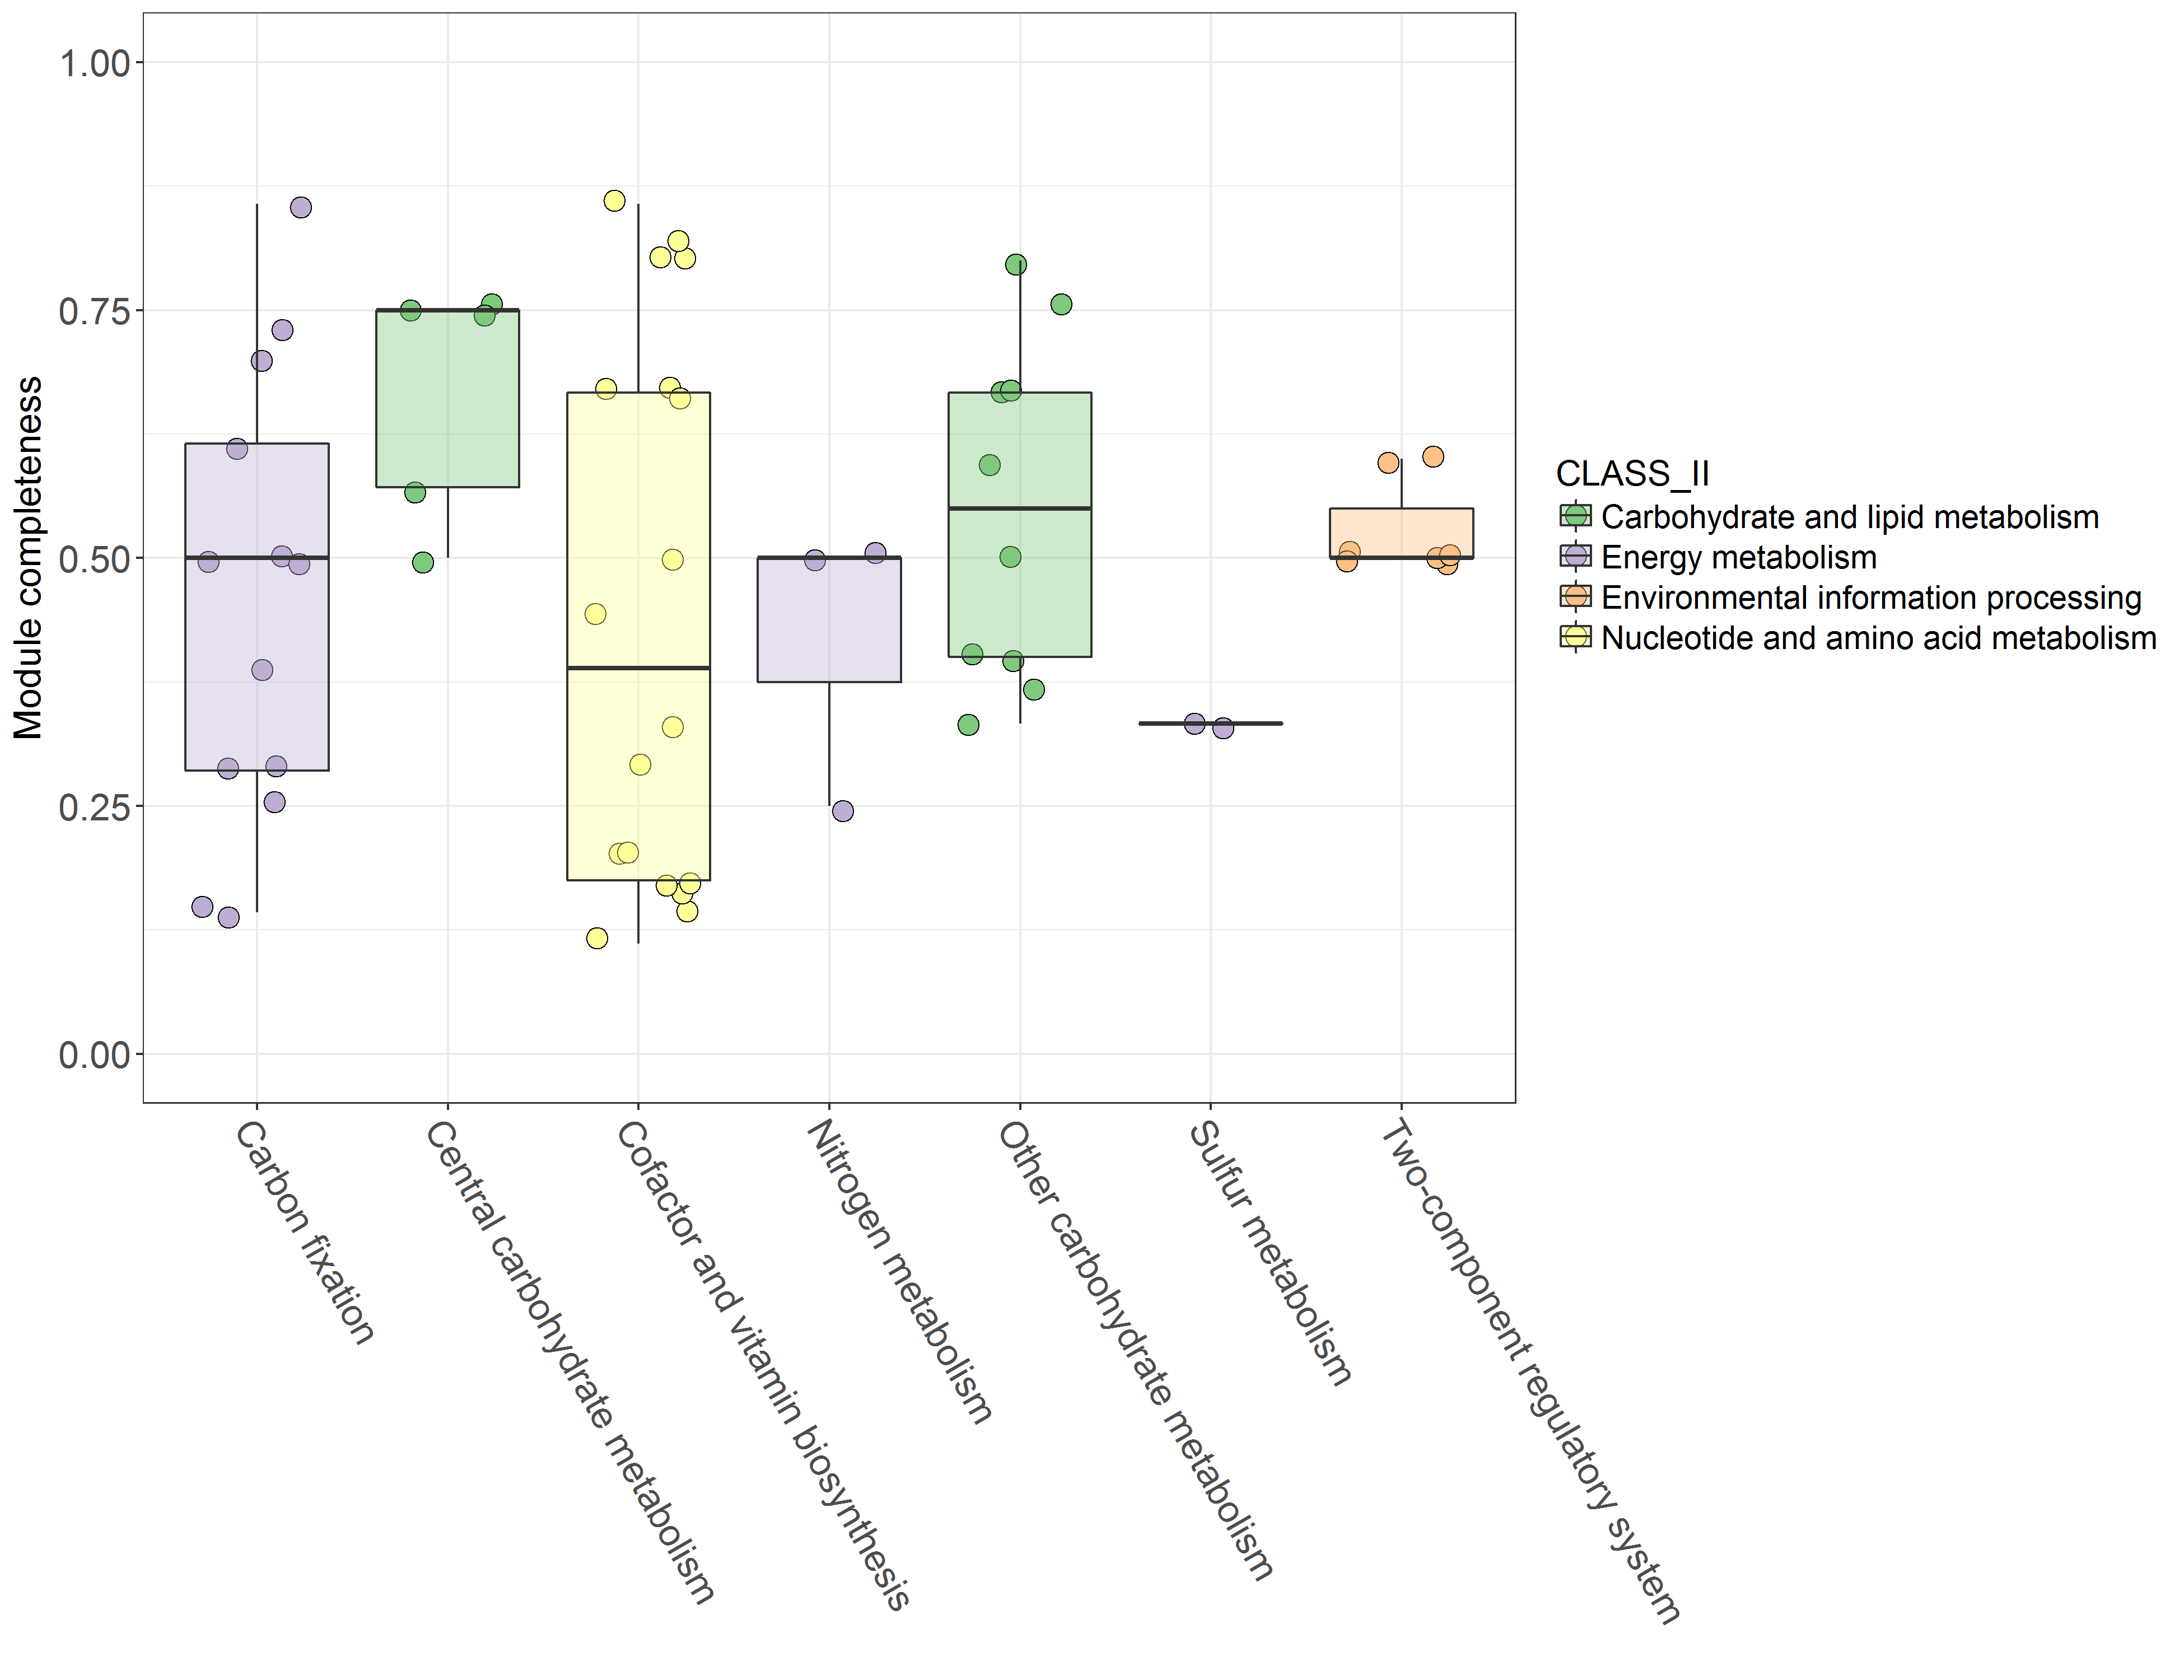 Module completeness
1.00
0.75
0.50
0.25
0.00
Carbon fixation
Central carbohydrate metabolism
Cofactor and vitamin biosynthesis
Nitrogen metabolism
Other carbohydrate metabolism
Sulfur metabolism
Two-component regulatory system
CLASS_II
Carbohydrate and lipid metabolism
Energy metabolism
Environmental information processing
Nucleotide and amino acid metabolism